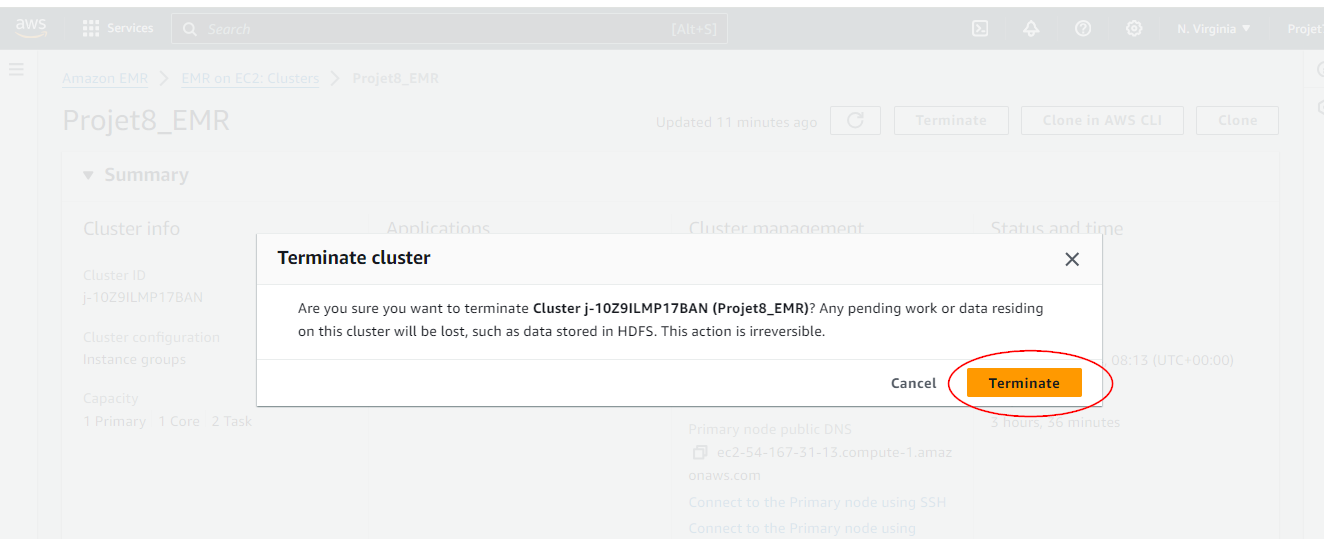 aws Services Search [Alt+S] N. Virginia Projet
Amazon EMR EMR on EC2: Clusters Projet8_EMR
Projet8_EMR Updated 11 minutes ago Terminate Clone in AWS CLI Clone
Summary
Cluster info Applications Cluster management Status and time
Terminate cluster
Cluster ID
j-10Z9ILMP17BAN
Are you sure you want to terminate Cluster j-10Z9ILMP17BAN (Projet8_EMR)? Any pending work or data residing
on this cluster will be lost, such as data stored in HDFS. This action is irreversible.
Cluster configuration
Instance groups
08:13 (UTC+00:00)
Cancel Terminate
Capacity
1 Primary 1 Core 2 Task
3 hours, 36 minutes
Primary node public DNS
ec2-54-167-31-13.compute-1.amaz
onaws.com
Connect to the Primary node using SSH
Connect to the Primary node using